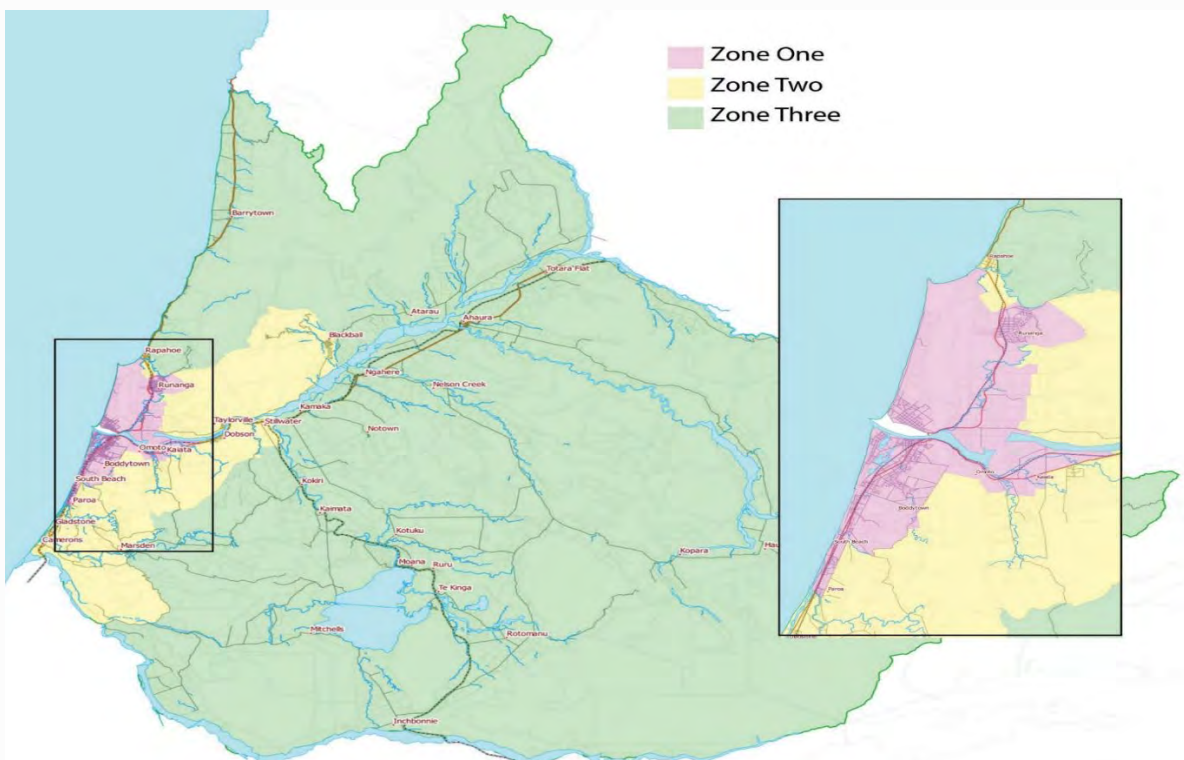 Zone One
Zone Two
Zone Three
Barrytown
Totara Flat
Atarau
Ahaura
Blackball
Rapahoe
Ngahere
Runanga
Nelson Creek
Kamaka
Taylorville
Stillwater
Notown
Dobson
Omoto
Kaiata
Boddytown
South Beach
Kokiri
Paroa
Kaimata
Gladstone
Kotuku
Camerons
Marsden
Kopara
Hau
Moana
Ruru
Te Kinga
Mitchells
Rotomanu
Inchbonnie
Rapahoe
Runanga
Omoto
Kaiata
Boddytown
South Beach
Paroa